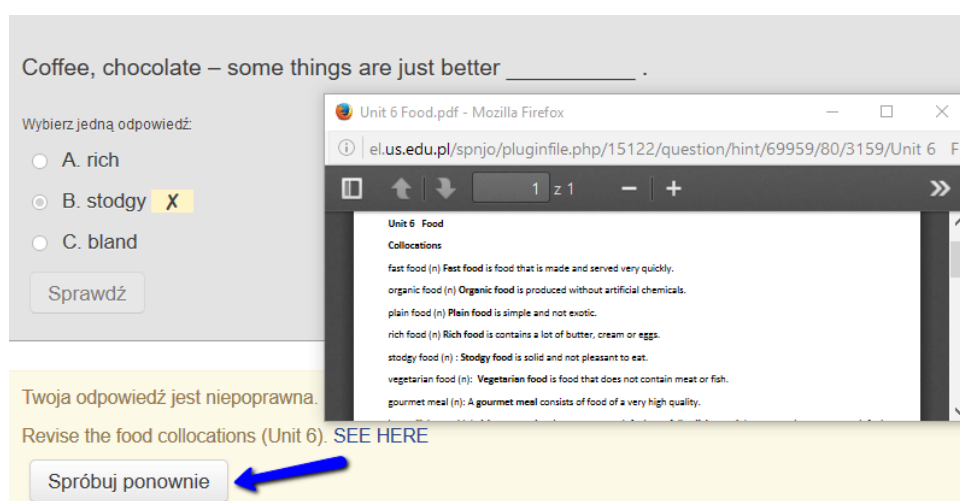 Coffee, chocolate – some things are just better __________ .
Wybierz jedną odpowiedź:
A. rich
B. stodgy ✗
C. bland
Sprawdź
Unit 6 Food.pdf - Mozilla Firefox
el.us.edu.pl/spnjo/pluginfile.php/15122/question/hint/69959/80/3159/Unit 6 F
1 z 1
Unit 6 Food
Collocations
fast food (n) Fast food is food that is made and served very quickly.
organic food (n) Organic food is produced without artificial chemicals.
plain food (n) Plain food is simple and not exotic.
rich food (n) Rich food is contains a lot of butter, cream or eggs.
stodgy food (n) : Stodgy food is solid and not pleasant to eat.
vegetarian food (n): Vegetarian food is food that does not contain meat or fish.
gourmet meal (n): A gourmet meal consists of food of a very high quality.
Twoja odpowiedź jest niepoprawna.
Revise the food collocations (Unit 6). SEE HERE
Spróbuj ponownie